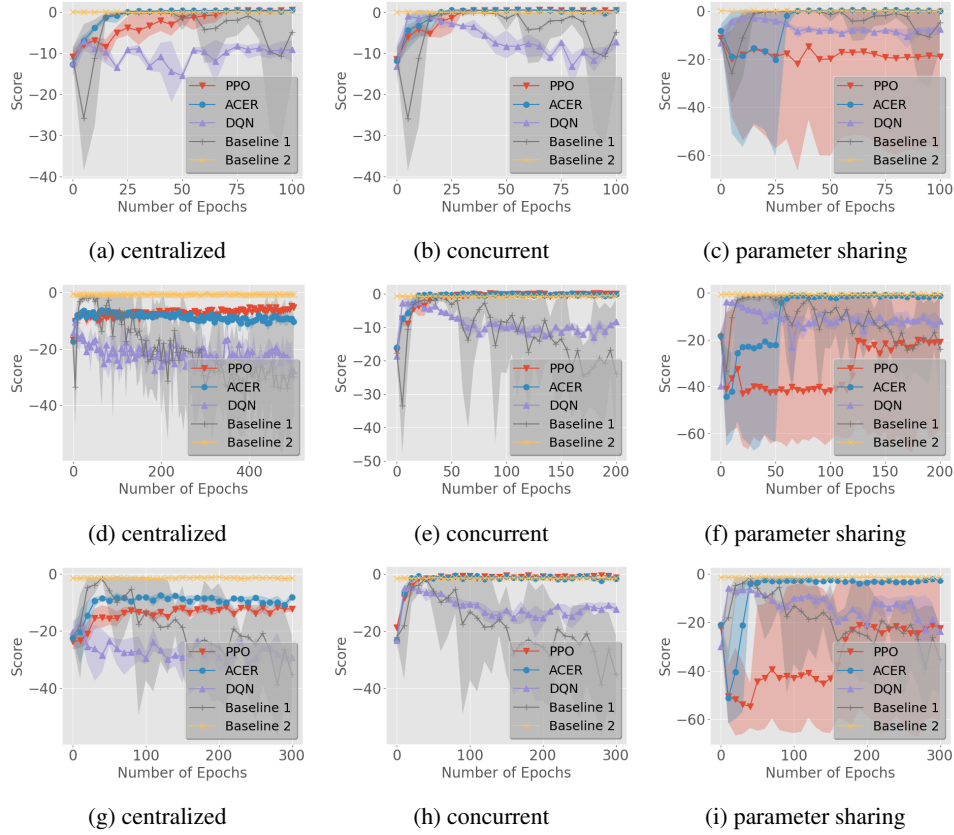 0
−10
−20
−30
−40
Score
0 25 50 75 100
Number of Epochs
PPO
ACER
DQN
Baseline 1
Baseline 2
(a) centralized
0
−10
−20
−30
−40
Score
0 25 50 75 100
Number of Epochs
PPO
ACER
DQN
Baseline 1
Baseline 2
(b) concurrent
0
−20
−40
−60
Score
0 25 50 75 100
Number of Epochs
PPO
ACER
DQN
Baseline 1
Baseline 2
(c) parameter sharing
0
−20
−40
Score
0 200 400
Number of Epochs
PPO
ACER
DQN
Baseline 1
Baseline 2
(d) centralized
0
−10
−20
−30
−40
−50
Score
0 50 100 150 200
Number of Epochs
PPO
ACER
DQN
Baseline 1
Baseline 2
(e) concurrent
0
−20
−40
−60
Score
0 50 100 150 200
Number of Epochs
PPO
ACER
DQN
Baseline 1
Baseline 2
(f) parameter sharing
0
−20
−40
Score
0 100 200 300
Number of Epochs
PPO
ACER
DQN
Baseline 1
Baseline 2
(g) centralized
0
−20
−40
Score
0 100 200 300
Number of Epochs
PPO
ACER
DQN
Baseline 1
Baseline 2
(h) concurrent
0
−20
−40
−60
Score
0 100 200 300
Number of Epochs
PPO
ACER
DQN
Baseline 1
Baseline 2
(i) parameter sharing